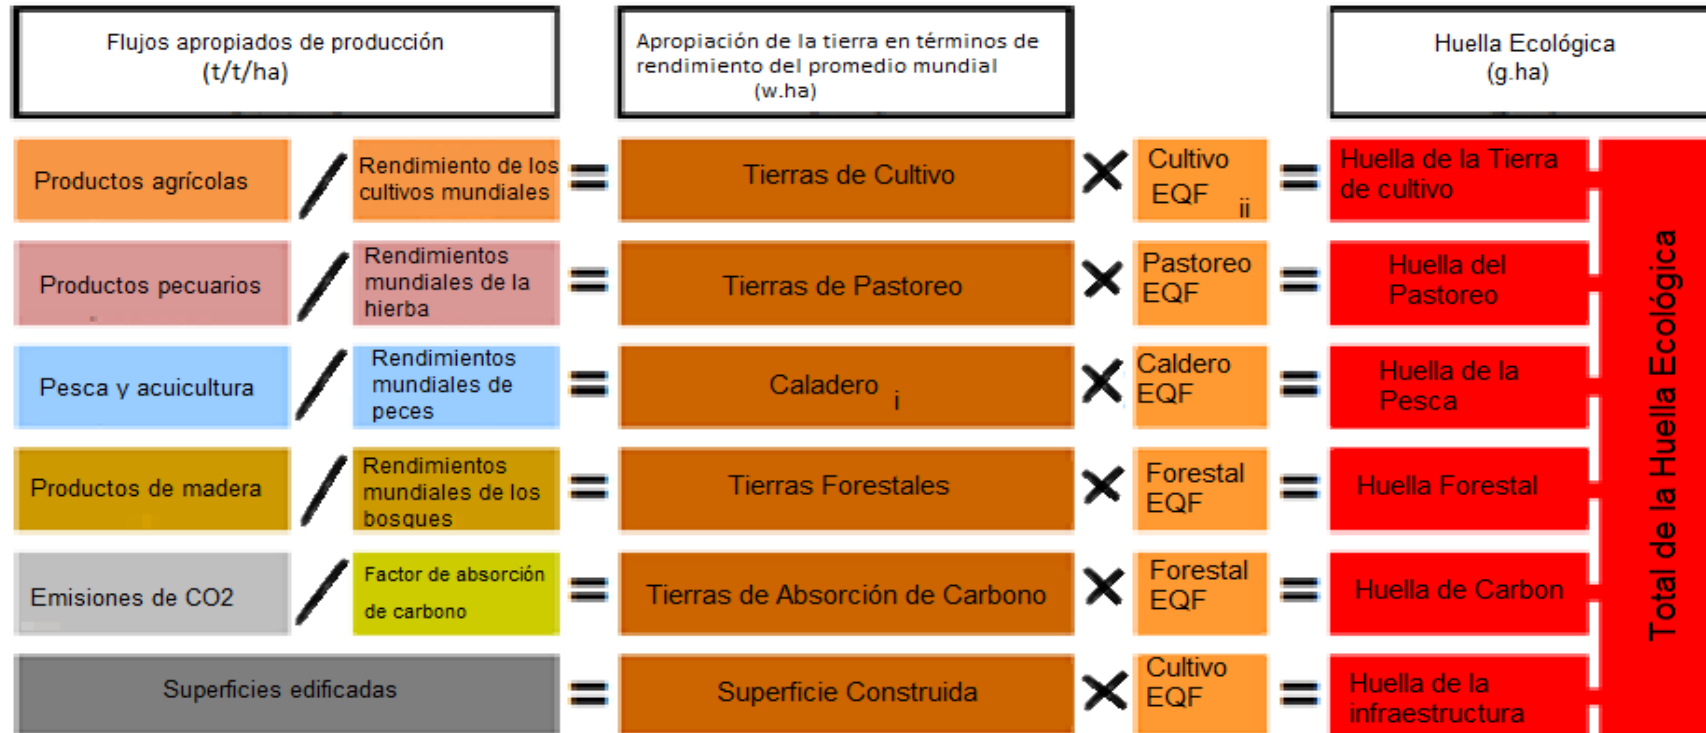 Flujos apropiados de producción
(t/t/ha)
Apropiación de la tierra en términos de
rendimiento del promedio mundial
(w.ha)
Huella Ecológica
(g.ha)
Productos agrícolas
Rendimiento de los
cultivos mundiales
=
Tierras de Cultivo
Cultivo
EQF
ii
=
Huella de la Tierra
de cultivo
Productos pecuarios
Rendimientos
mundiales de la
hierba
=
Tierras de Pastoreo
Pastoreo
EQF
=
Huella del
Pastoreo
Pesca y acuicultura
Rendimientos
mundiales de
peces
=
Caladero
i
Caldero
EQF
=
Huella de la
Pesca
Productos de madera
Rendimientos
mundiales de los
bosques
=
Tierras Forestales
Forestal
EQF
=
Huella Forestal
Emisiones de CO2
Factor de absorción
de carbono
=
Tierras de Absorción de Carbono
Forestal
EQF
=
Huella de Carbon
Superficies edificadas
=
Superficie Construida
Cultivo
EQF
=
Huella de la
infraestructura
Total de la Huella Ecológica